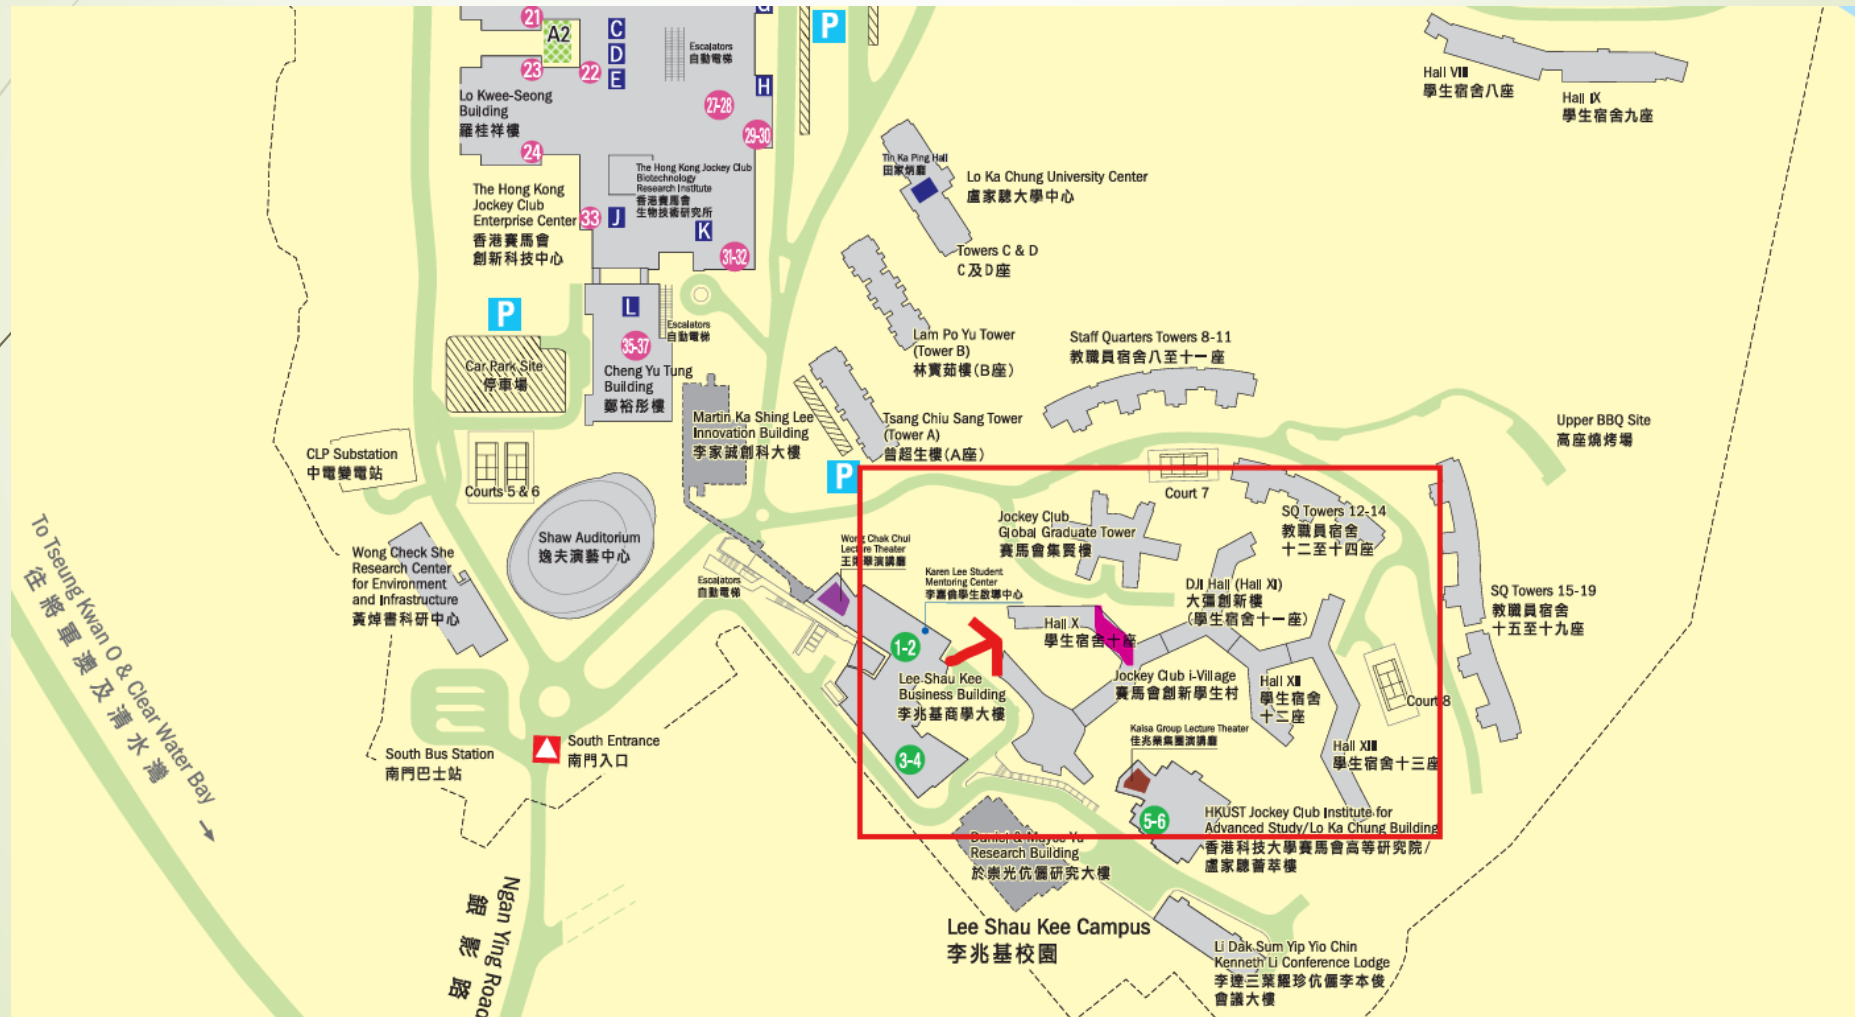 21
A2
C
D
E
G
P
Escalators
自動電梯
23
22
H
Lo Kwee-Seong
Building
羅桂祥樓
27-28
29-30
24
The Hong Kong Jockey Club
Biotechnology
Research Institute
香港賽馬會
生物技術研究所
The Hong Kong
Jockey Club
Enterprise Center
香港賽馬會
創新科技中心
33
J
K
31-32
Hall VIII
學生宿舍八座
Hall IX
學生宿舍九座
Tin Ka Ping Hall
田家炳廳
Lo Ka Chung University Center
盧家驄大學中心
Towers C & D
C及D座
P
L
Escalators
自動電梯
35-37
Cheng Yu Tung
Building
鄭裕彤樓
Car Park Site
停車場
Lam Po Yu Tower
(Tower B)
林寶茹樓(B座)
Staff Quarters Towers 8-11
教職員宿舍八至十一座
Martin Ka Shing Lee
Innovation Building
李家誠創科大樓
Tsang Chiu Sang Tower
(Tower A)
曾超生樓(A座)
Upper BBQ Site
高座燒烤場
CLP Substation
中電變電站
Courts 5 & 6
P
Court 7
Jockey Club
Global Graduate Tower
賽馬會集賢樓
SQ Towers 12-14
教職員宿舍
十二至十四座
Shaw Auditorium
逸夫演藝中心
Wong Check She
Research Center
for Environment
and Infrastructure
黃焯書科研中心
Wong Chak Chui
Lecture Theater
Escalators
自動電梯
Karen Lee Student
Mentoring Center
李嘉倫學生啟導中心
DJI Hall (Hall XI)
大彊創新樓
(學生宿舍十一座)
SQ Towers 15-19
教職員宿舍
十五至十九座
1-2
Hall X
學生宿舍十座
Lee Shau Kee
Business Building
李兆基商學大樓
Jockey Club i-Village
賽馬會創新學生村
Hall XII
學生宿舍
十二座
Court 8
Kaisa Group Lecture Theater
佳兆業集團演講廳
Hall XIII
學生宿舍十三座
3-4
South Bus Station
南門巴士站
South Entrance
南門入口
5-6
HKUST Jockey Club Institute for
Advanced Study/Lo Ka Chung Building
香港科技大學賽馬會高等研究院/
盧家驄薈萃樓
Daniel & Mayce Yu
Research Building
於崇光伉儷研究大樓
Lee Shau Kee Campus
李兆基校園
Li Dak Sum Yip Yio Chin
Kenneth Li Conference Lodge
李達三葉耀珍伉儷李本俊
會議大樓
To Tseung Kwan O & Clear Water Bay
往將軍澳及清水灣
Ngan Ying Road
銀影路